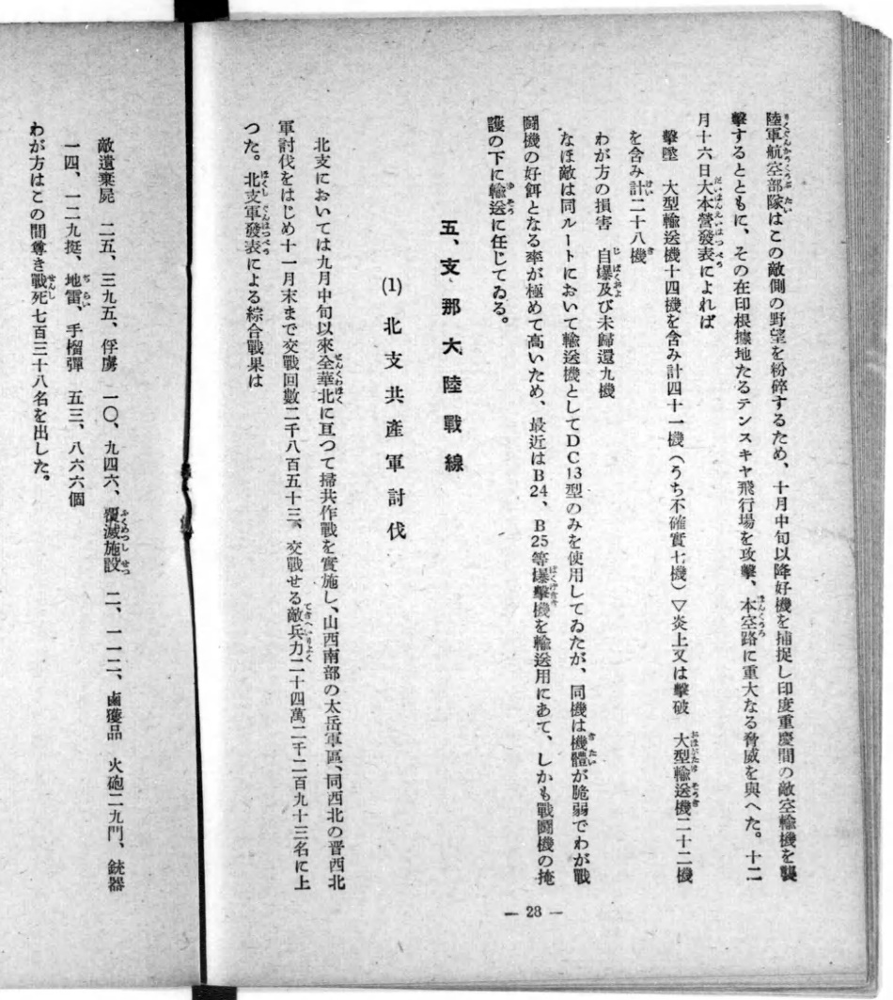 陸軍航空部隊はこの敵側の野望を粉碎するため、十月中旬以降好機を捕捉し印度重慶間の敵空輸機を襲
擊するとともに、その在印根據地たるテンスキヤ飛行場を攻擊、本空路に重大なる脅威を與へた。十二
月十六日大本營發表によれば
擊墜　大型輸送機十四機を含み計四十一機（うち不確實七機）▽炎上又は擊破　大型輸送機二十二機
を含み計二十八機
わが方の損害　自爆及び未歸還九機
なほ敵は同ルートにおいて輸送機としてDC13型のみを使用してゐたが、同機は機體が脆弱でわが戰
鬪機の好餌となる率が極めて高いため、最近はB24、B25等爆擊機を輸送用にあて、しかも戰鬪機の掩
護の下に輸送に任じてゐる。
五、支那大陸戰線
(1) 北支共產軍討伐
北支においては九月中旬以來全華北に亙つて掃共作戰を實施し、山西南部の太岳軍區、同西北の晋西北
軍討伐をはじめ十一月末まで交戰回數二千八百五十三、交戰せる敵兵力二十四萬二千二百九十三名に上
つた。北支軍發表による綜合戰果は
— 28 —
敵遺棄屍　二五、三九五、俘虜　一〇、九四六、覆滅施設　二、一一二、鹵獲品　火砲二九門、銃器
一四、一二九挺、地雷、手榴彈　五三、八六六個
わが方はこの間尊き戰死七百三十八名を出した。